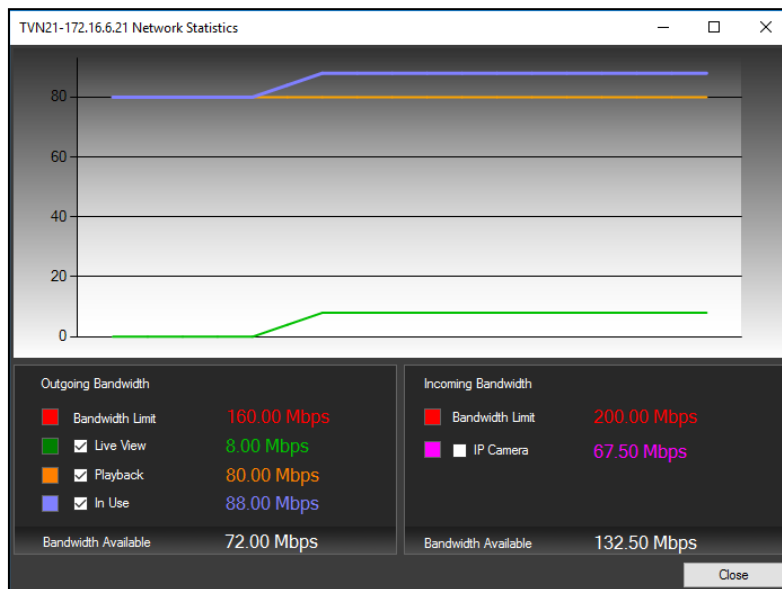 TVN21-172.16.6.21 Network Statistics
80
60
40
20
0
Outgoing Bandwidth
Bandwidth Limit 160.00 Mbps
Live View 8.00 Mbps
Playback 80.00 Mbps
In Use 88.00 Mbps
Bandwidth Available 72.00 Mbps
Incoming Bandwidth
Bandwidth Limit 200.00 Mbps
IP Camera 67.50 Mbps
Bandwidth Available 132.50 Mbps
Close